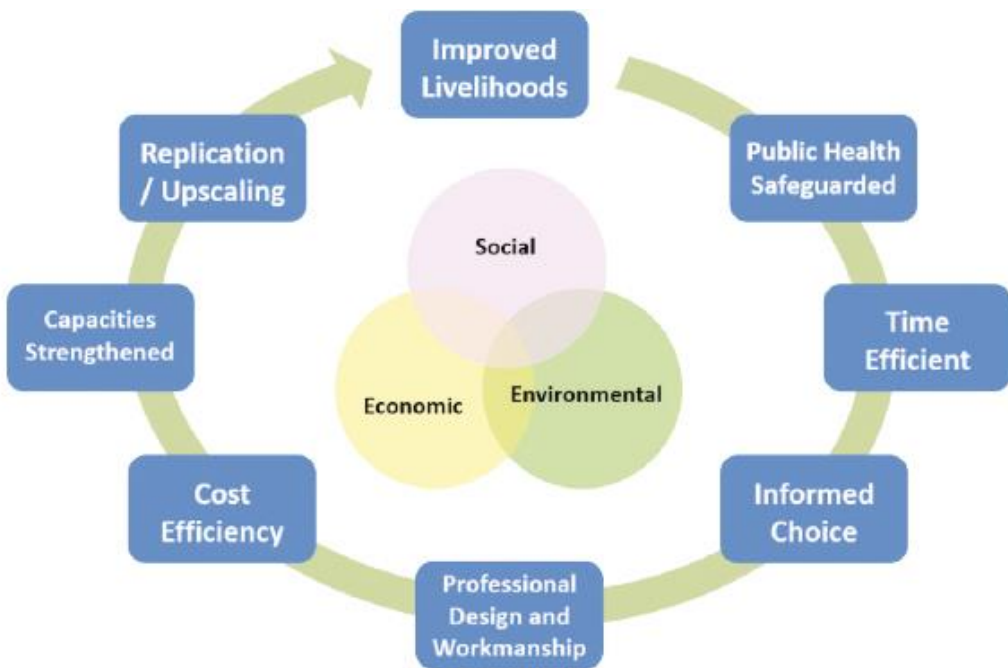 Improved
Livelihoods
Public Health
Safeguarded
Time
Efficient
Informed
Choice
Professional
Design and
Workmanship
Cost
Efficiency
Capacities
Strengthened
Replication
/ Upscaling
Social
Economic
Environmental